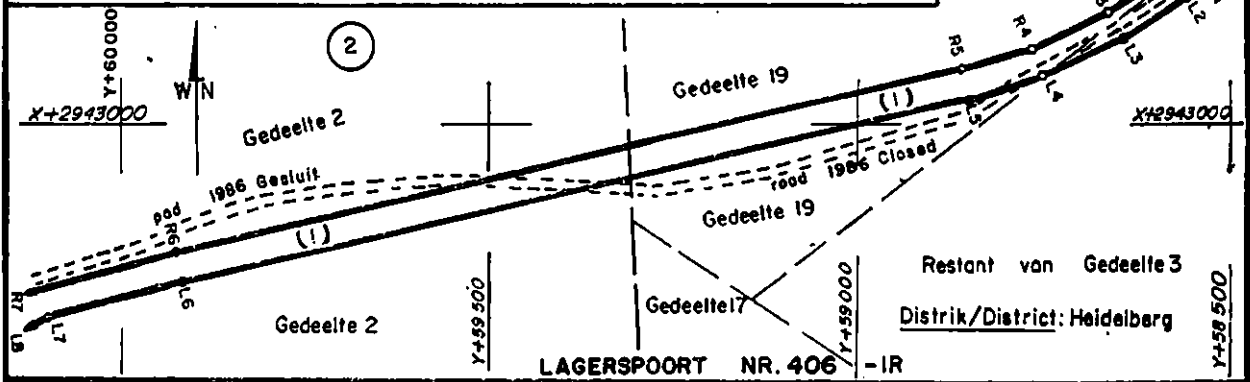 2
R3
L2
R4
L3
R5
L4
L5
Y+60000
W N
X+2943000
X+2943000
Gedeelte 2
Gedeelte 19
(1)
pad 1986 Gesluit
road 1986 Closed
Gedeelte 19
R6
(1)
R7
L6
L7
L8
Gedeelte 2
Y+59500
Gedeelte 17
Y+59000
Restant van Gedeelte 3
Distrik/District: Heidelberg
Y+58500
LAGERSPOORT NR. 406 -IR